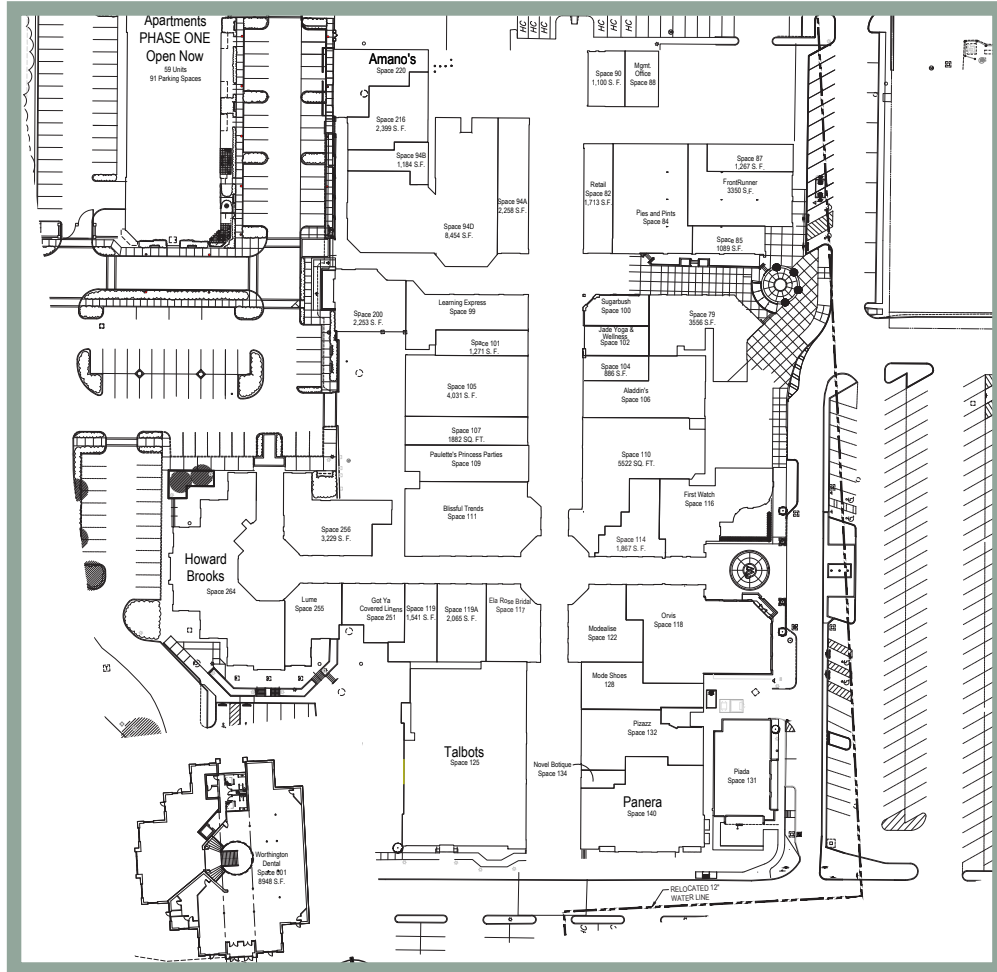 Apartments
PHASE ONE
Open Now
59 Units
91 Parking Spaces
HC
HC
HC
HC
HC
HC
Amano's
Space 220
Space 90
1,100 S. F.
Mgmt.
Office
Space 88
Space 216
2,399 S. F.
Space 94B
1,184 S.F.
Space 94A
2,258 S.F.
Space 94D
8,454 S.F.
Retail
Space 82
1,713 S.F.
Pies and Pints
Space 84
Space 87
1,267 S.F.
FrontRunner
3350 S.F.
Space 85
1089 S.F.
Space 200
2,253 S. F.
Learning Express
Space 99
Space 101
1,271 S. F.
Sugarbush
Space 100
Jade Yoga &
Wellness
Space 102
Space 79
3556 S.F.
Space 104
886 S.F.
Space 105
4,031 S. F.
Aladdin's
Space 106
Space 107
1882 SQ. FT.
Paulette's Princess Parties
Space 109
Space 110
5522 SQ. FT.
Blissful Trends
Space 111
First Watch
Space 116
Space 114
1,867 S. F.
Space 256
3,229 S. F.
Howard
Brooks
Space 264
Lume
Space 255
Got Ya
Covered Linens
Space 251
Space 119
1,541 S.F.
Space 119A
2,065 S.F.
Ela Rose Bridal
Space 117
Modealise
Space 122
Orvis
Space 118
Mode Shoes
128
Pizazz
Space 132
Talbots
Space 125
Novel Botique
Space 134
Panera
Space 140
Piada
Space 131
Worthington
Dental
Space 601
8948 S.F.
RELOCATED 12"
WATER LINE
HC
HC